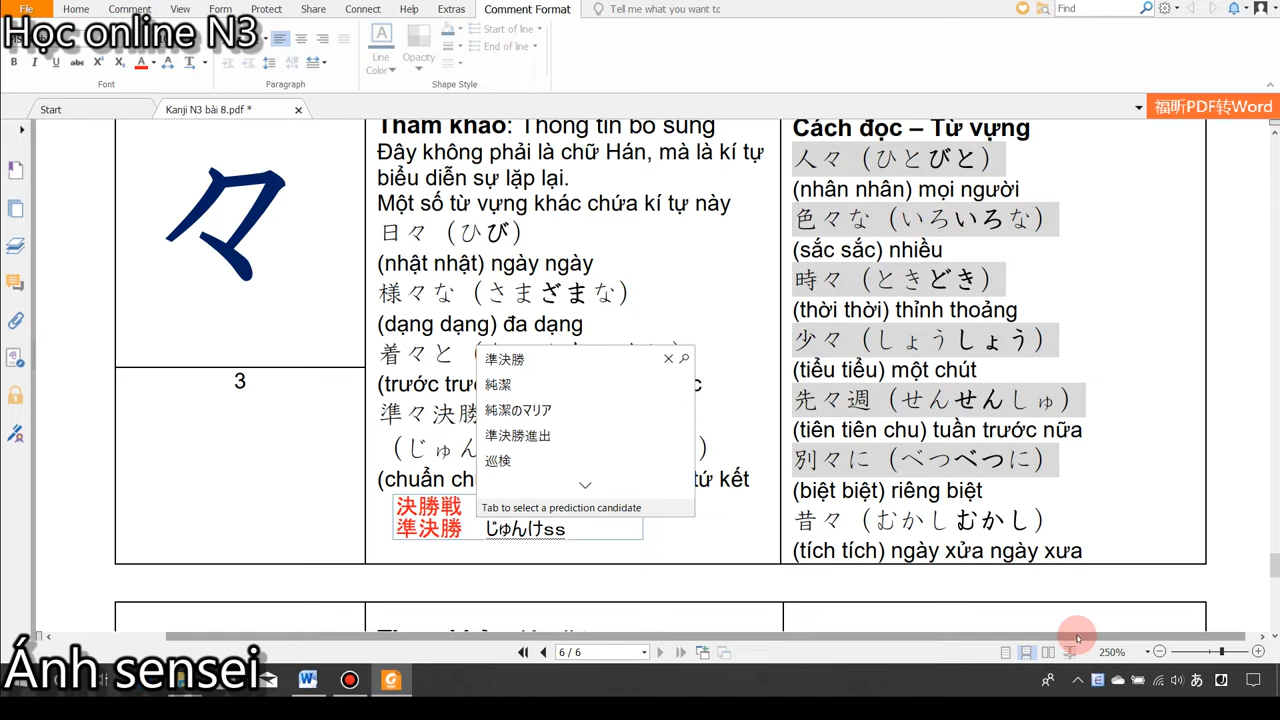 File Home Comment View Form Protect Share Connect Help Extras Comment Format Tell me what you want to Find
Học online N3
Line Color
Opacity
Start of line
End of line
Font Paragraph Shape Style
Start Kanji N3 bài 8.pdf *
福昕PDF转Word
々
3
Tham khảo: Thông tin bổ sung
Đây không phải là chữ Hán, mà là kí tự
biểu diễn sự lặp lại.
Một số từ vựng khác chứa kí tự này
日々（ひび）
(nhật nhật) ngày ngày
様々な（さまざまな）
(dạng dạng) đa dạng
着々と
(trước trư
準々決勝
（じゅん
(chuẩn ch
tứ kết
決勝戦
準決勝 じゅんけss
準決勝
純潔
純潔のマリア
準決勝進出
巡検
Tab to select a prediction candidate
Cách đọc – Từ vựng
人々（ひとびと）
(nhân nhân) mọi người
色々な（いろいろな）
(sắc sắc) nhiều
時々（ときどき）
(thời thời) thỉnh thoảng
少々（しょうしょう）
(tiểu tiểu) một chút
先々週（せんせんしゅ）
(tiên tiên chu) tuần trước nữa
別々に（べつべつに）
(biệt biệt) riêng biệt
昔々（むかしむかし）
(tích tích) ngày xửa ngày xưa
6 / 6
250%
Ánh sensei
あ